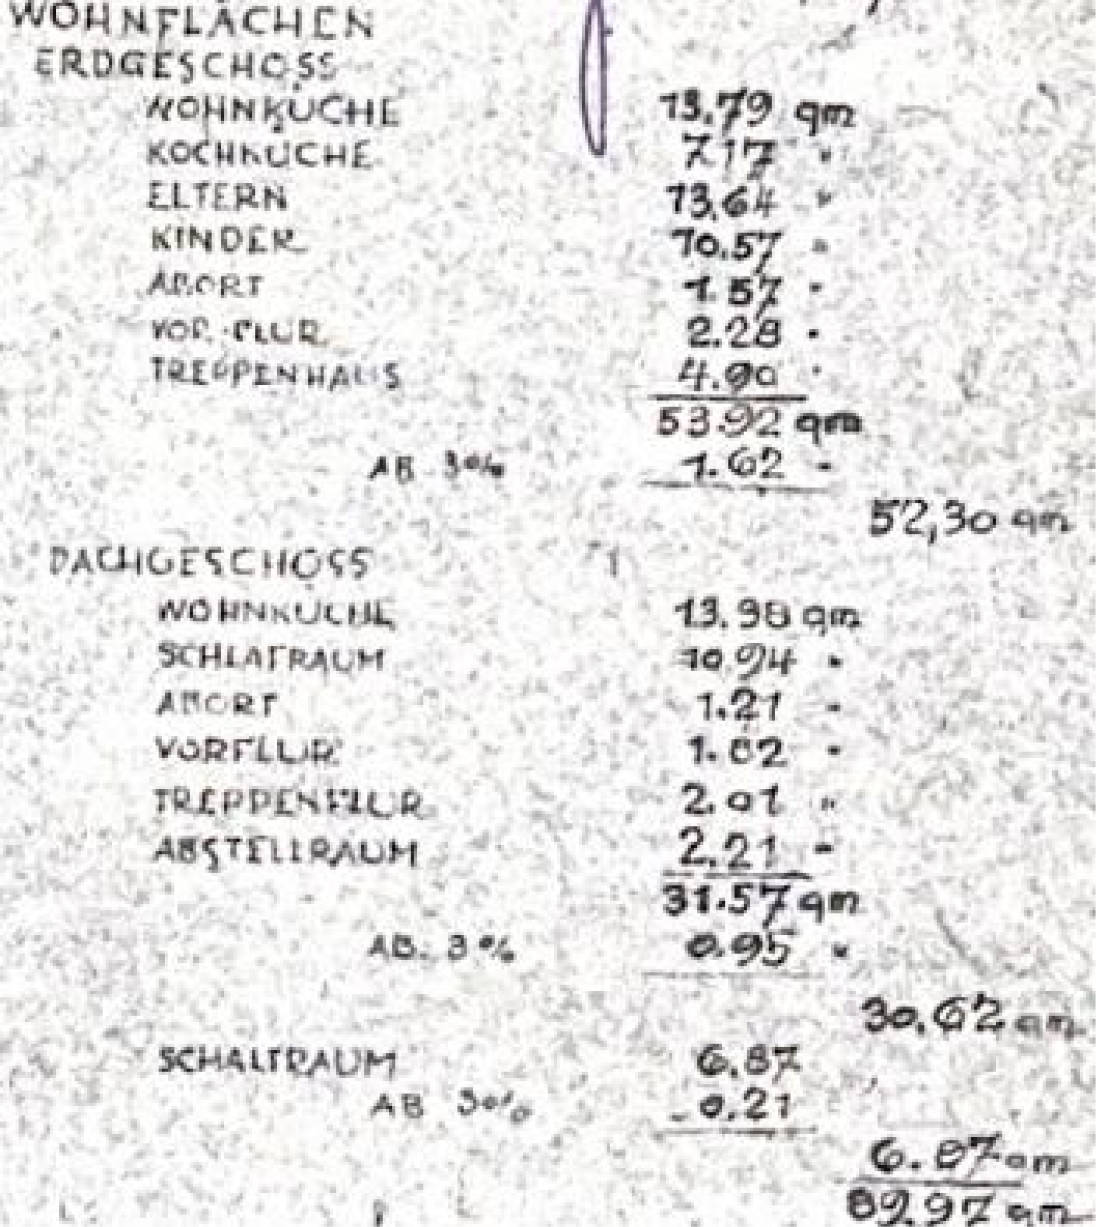 WOHNFLÄCHEN
ERDGESCHOSS
WOHNKÜCHE 13.79 qm
KOCHKÜCHE 7.17 "
ELTERN 13.64 "
KINDER 10.57 "
ABORT 1.57 "
VOR-FLUR 2.28 "
TREPPENHAUS 4.90 "
53.92 qm
AB 3% 1.62 "
52,30 qm
DACHGESCHOSS
WOHNKÜCHE 13.38 qm
SCHLAFRAUM 10.94 "
ABORT 1.21 "
VORFLUR 1.82 "
TREPPENFLUR 2.01 "
ABSTELLRAUM 2.21 "
31.57 qm
AB. 3% 0.95 "
30.62 qm
SCHALTRAUM 6.87
AB 3% - 0.21
6.87 qm
89.97 qm